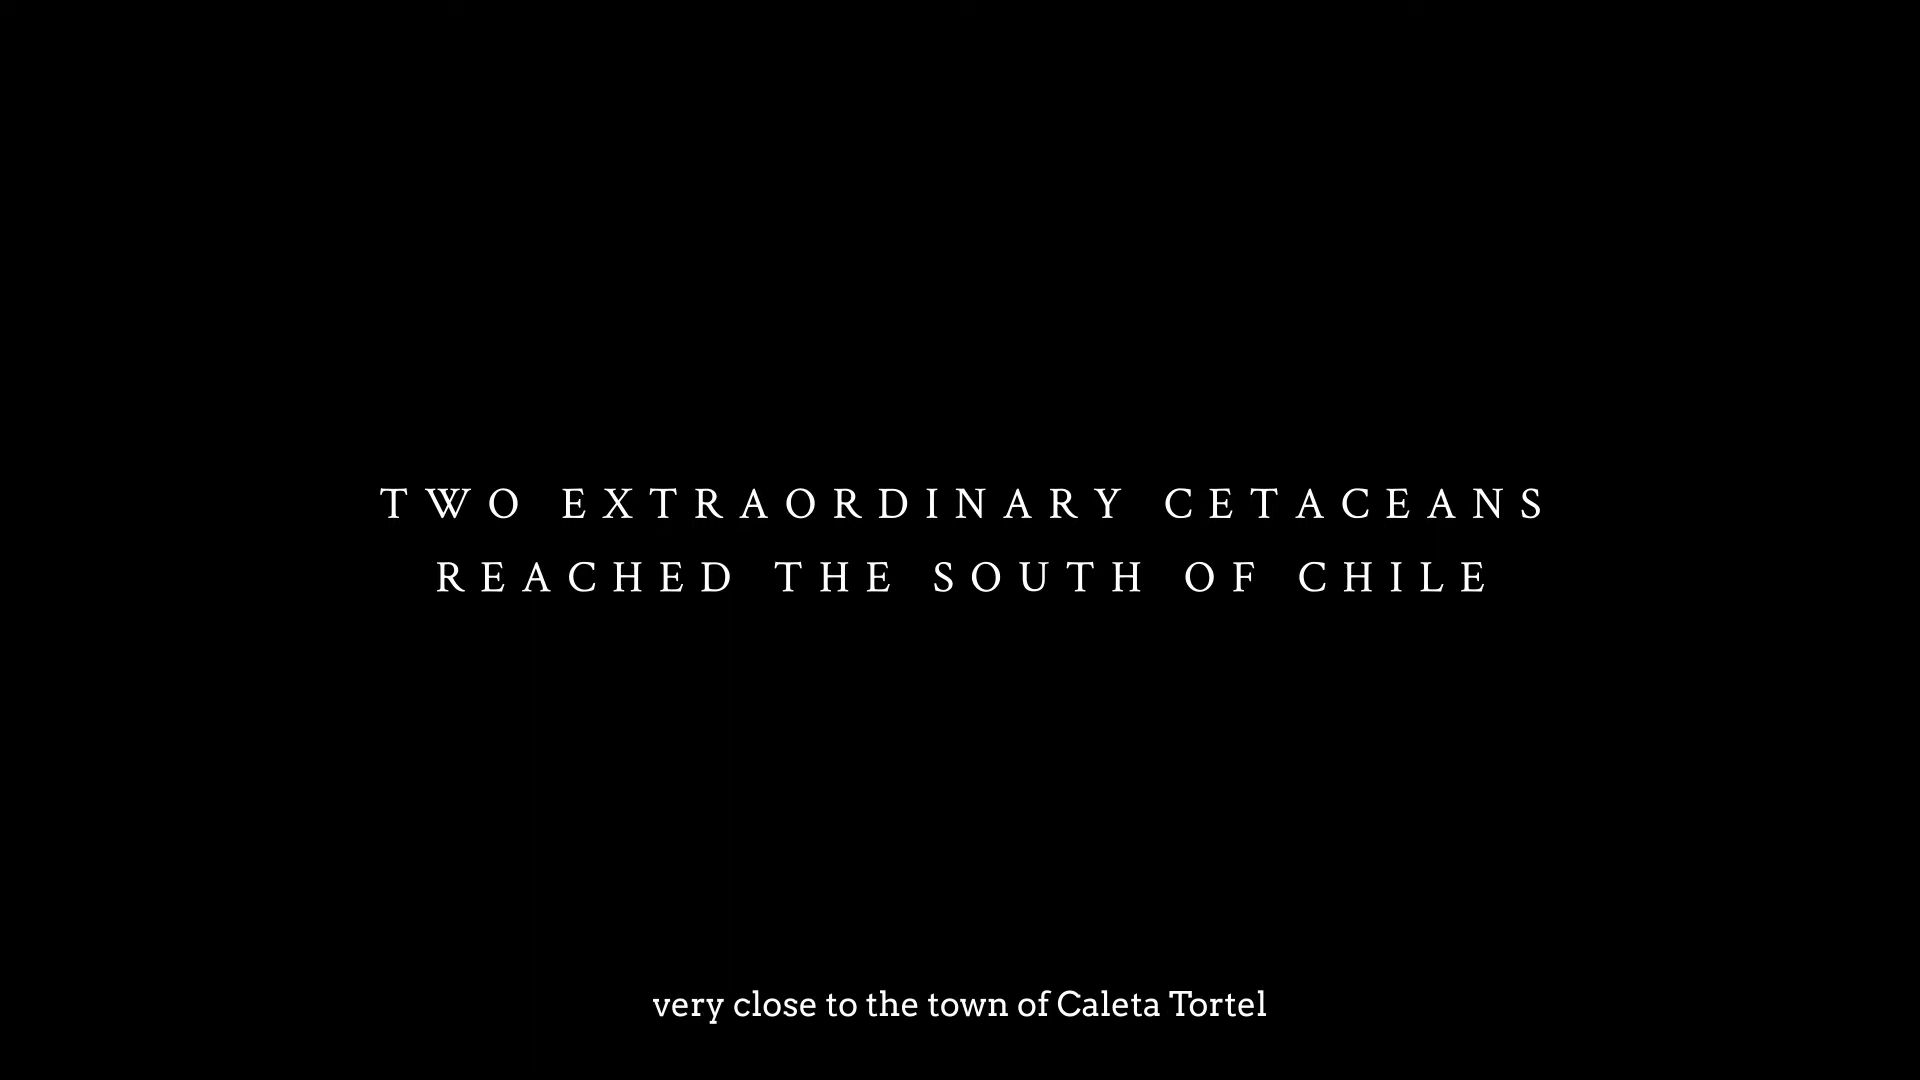 TWO EXTRAORDINARY CETACEANS
REACHED THE SOUTH OF CHILE
very close to the town of Caleta Tortel